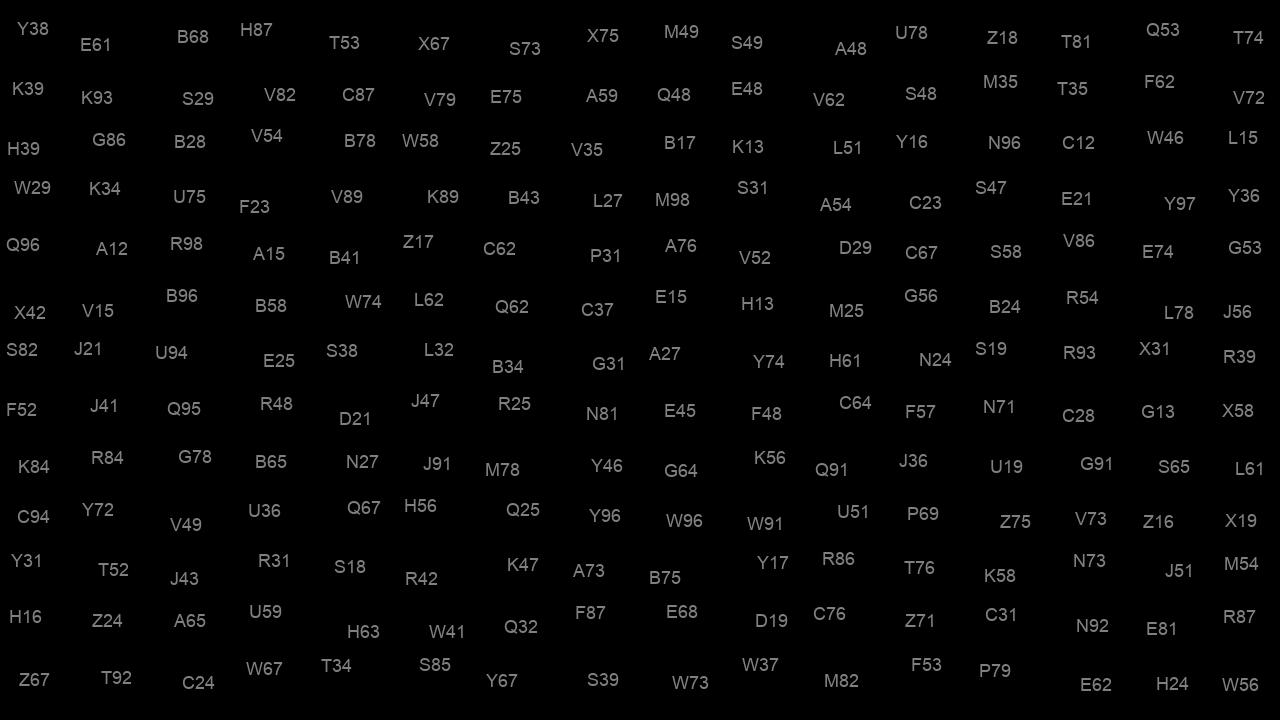 Y38 E61 B68 H87 T53 X67 S73 X75 M49 S49 A48 U78 Z18 T81 Q53 T74
K39 K93 S29 V82 C87 V79 E75 A59 Q48 E48 V62 S48 M35 T35 F62 V72
H39 G86 B28 V54 B78 W58 Z25 V35 B17 K13 L51 Y16 N96 C12 W46 L15
W29 K34 U75 F23 V89 K89 B43 L27 M98 S31 A54 C23 S47 E21 Y97 Y36
Q96 A12 R98 A15 B41 Z17 C62 P31 A76 V52 D29 C67 S58 V86 E74 G53
X42 V15 B96 B58 W74 L62 Q62 C37 E15 H13 M25 G56 B24 R54 L78 J56
S82 J21 U94 E25 S38 L32 B34 G31 A27 Y74 H61 N24 S19 R93 X31 R39
F52 J41 Q95 R48 D21 J47 R25 N81 E45 F48 C64 F57 N71 C28 G13 X58
K84 R84 G78 B65 N27 J91 M78 Y46 G64 K56 Q91 J36 U19 G91 S65 L61
C94 Y72 V49 U36 Q67 H56 Q25 Y96 W96 W91 U51 P69 Z75 V73 Z16 X19
Y31 T52 J43 R31 S18 R42 K47 A73 B75 Y17 R86 T76 K58 N73 J51 M54
H16 Z24 A65 U59 H63 W41 Q32 F87 E68 D19 C76 Z71 C31 N92 E81 R87
Z67 T92 C24 W67 T34 S85 Y67 S39 W73 W37 M82 F53 P79 E62 H24 W56